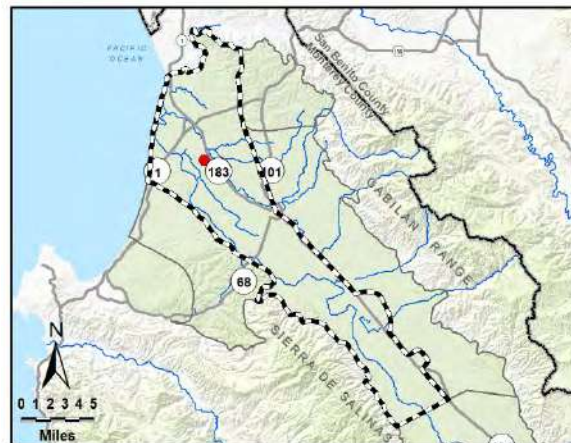 PACIFIC
OCEAN
1
San Benito County
Monterey County
1
183
101
GABILAN RANGE
68
SIERRA DE SALINAS
N
0 1 2 3 4 5
Miles